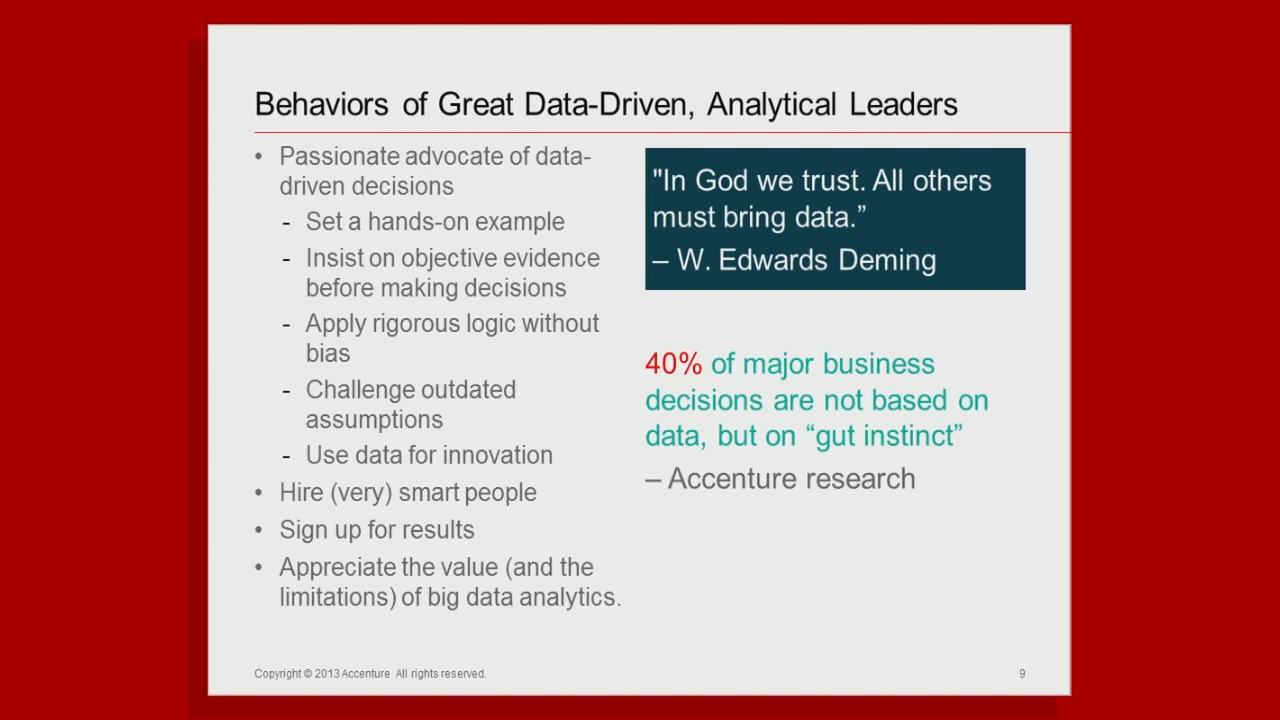 Behaviors of Great Data-Driven, Analytical Leaders
• Passionate advocate of data-
driven decisions
- Set a hands-on example
- Insist on objective evidence
before making decisions
- Apply rigorous logic without
bias
- Challenge outdated
assumptions
- Use data for innovation
• Hire (very) smart people
• Sign up for results
• Appreciate the value (and the
limitations) of big data analytics.
"In God we trust. All others
must bring data.”
– W. Edwards Deming
40% of major business
decisions are not based on
data, but on “gut instinct”
– Accenture research
Copyright © 2013 Accenture All rights reserved.
9